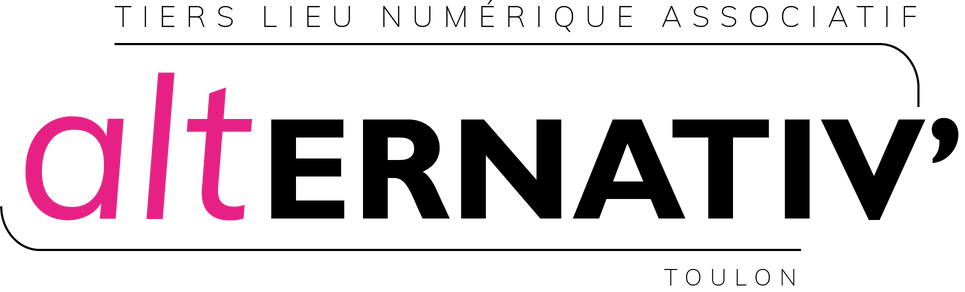 TIERS LIEU NUMÉRIQUE ASSOCIATIF
altERNATIV’
TOULON